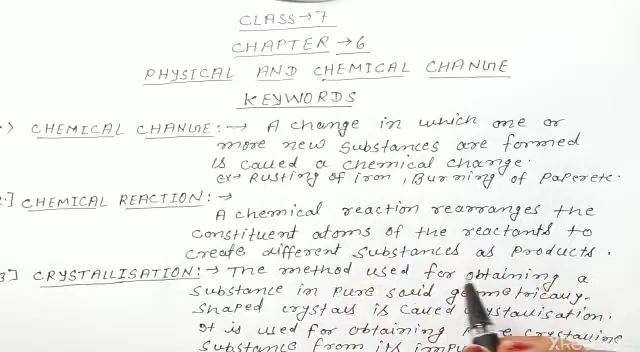 CLASS→7
CHAPTER→6
PHYSICAL AND CHEMICAL CHANGE
KEYWORDS
> CHEMICAL CHANGE:→ A change in which one or
more new substances are formed
is called a chemical change.
ex→ Rusting of iron, Burning of paper etc.
] CHEMICAL REACTION:→
A chemical reaction rearranges the
constituent atoms of the reactants to
create different substances as products.
3] CRYSTALLISATION:→ The method used for obtaining a
substance in pure solid geometrically
shaped crystals is called crystallisation.
It is used for obtaining crystalline
substance from its